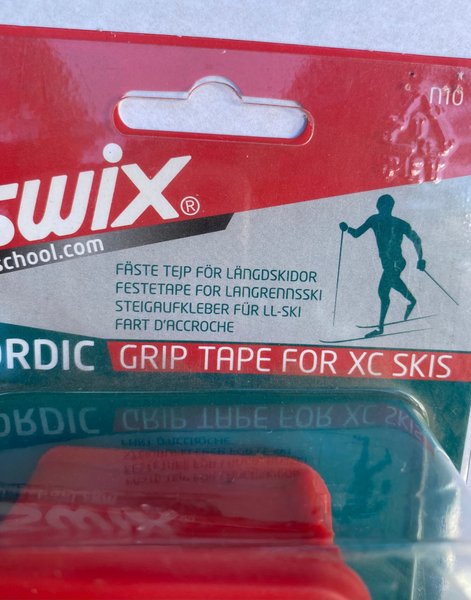 n10
swix®
school.com
FÄSTE TEJP FÖR LÄNGDSKIDOR
FESTETAPE FOR LANGRENNSSKI
STEIGAUFKLEBER FÜR LL-SKI
FART D'ACCROCHE
ORDIC GRIP TAPE FOR XC SKIS